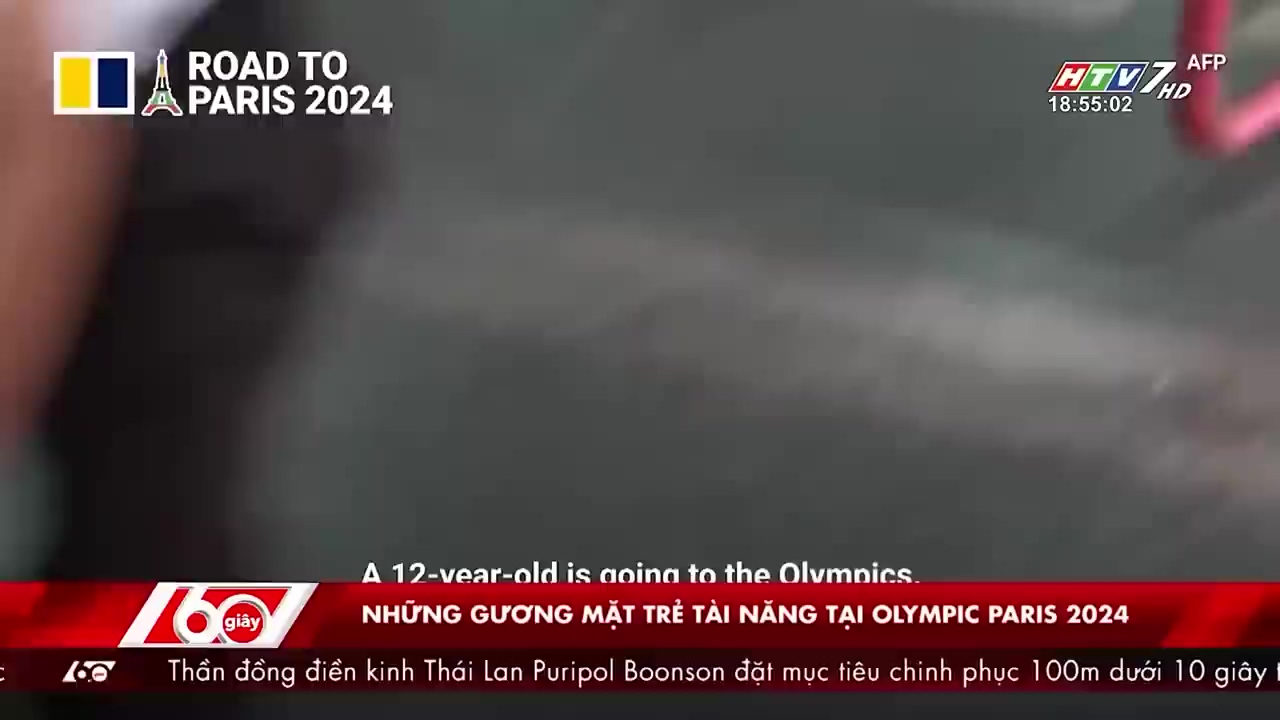 ROAD TO
PARIS 2024
HTV7 HD
AFP
18:55:02
A 12-year-old is going to the Olympics.
60 giây
NHỮNG GƯƠNG MẶT TRẺ TÀI NĂNG TẠI OLYMPIC PARIS 2024
Thần đồng điền kinh Thái Lan Puripol Boonson đặt mục tiêu chinh phục 100m dưới 10 giây